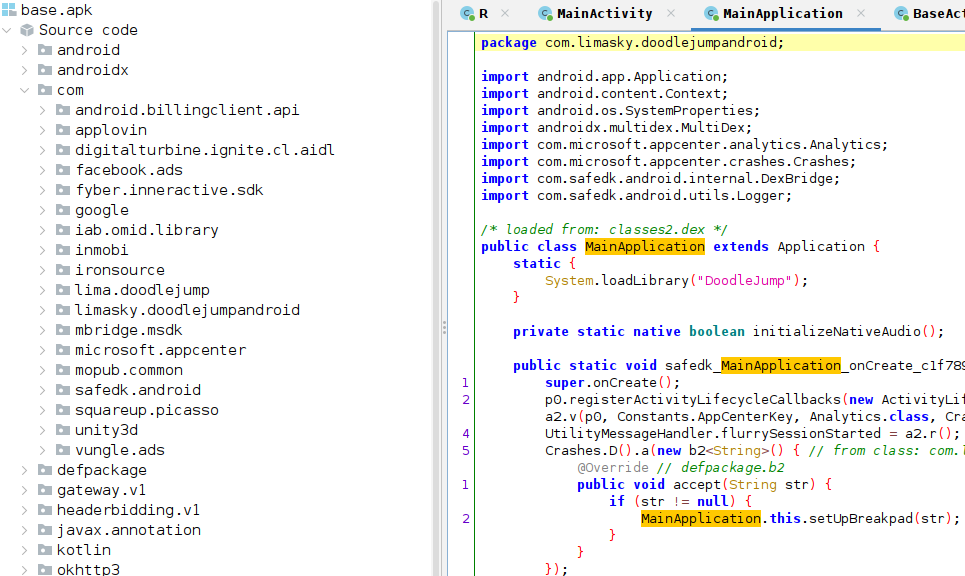 base.apk
Source code
android
androidx
com
android.billingclient.api
applovin
digitalturbine.ignite.cl.aidl
facebook.ads
fyber.inneractive.sdk
google
iab.omid.library
inmobi
ironsource
lima.doodlejump
limasky.doodlejumpandroid
mbridge.msdk
microsoft.appcenter
mopub.common
safedk.android
squareup.picasso
unity3d
vungle.ads
defpackage
gateway.v1
headerbidding.v1
javax.annotation
kotlin
okhttp3
R MainActivity MainApplication BaseAct
package com.limasky.doodlejumpandroid;
import android.app.Application;
import android.content.Context;
import android.os.SystemProperties;
import androidx.multidex.MultiDex;
import com.microsoft.appcenter.analytics.Analytics;
import com.microsoft.appcenter.crashes.Crashes;
import com.safedk.android.internal.DexBridge;
import com.safedk.android.utils.Logger;
/* loaded from: classes2.dex */
public class MainApplication extends Application {
static {
System.loadLibrary("DoodleJump");
}
private static native boolean initializeNativeAudio();
public static void safedk_MainApplication_onCreate_c1f789
1 super.onCreate();
2 p0.registerActivityLifecycleCallbacks(new ActivityLif
a2.v(p0, Constants.AppCenterKey, Analytics.class, Cra
4 UtilityMessageHandler.flurrySessionStarted = a2.r();
5 Crashes.D().a(new b2<String>() { // from class: com.l
@Override // defpackage.b2
1 public void accept(String str) {
if (str != null) {
2 MainApplication.this.setUpBreakpad(str);
}
}
});